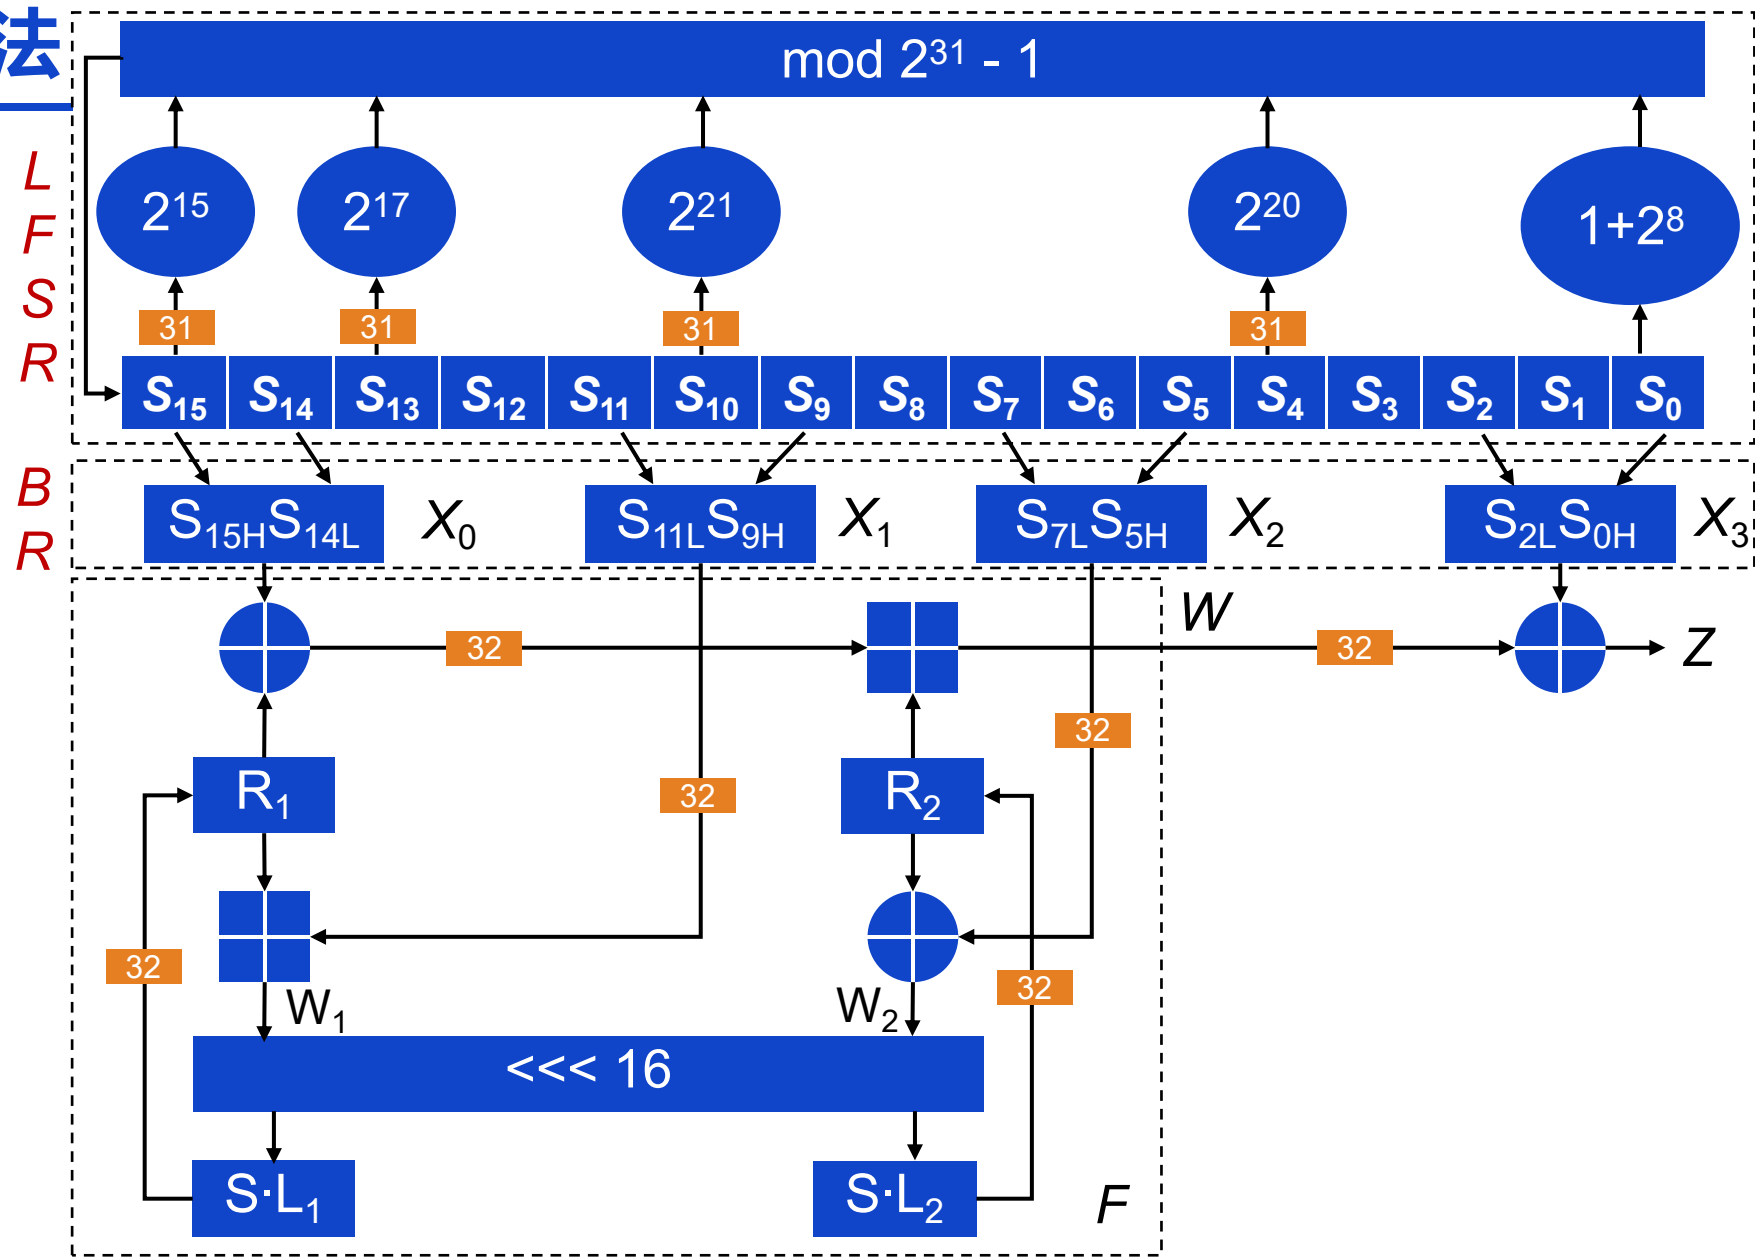 法
mod 2³¹ - 1
L
F
S
R
2¹⁵ 2¹⁷ 2²¹ 2²⁰ 1+2⁸
31 31 31 31
S₁₅ S₁₄ S₁₃ S₁₂ S₁₁ S₁₀ S₉ S₈ S₇ S₆ S₅ S₄ S₃ S₂ S₁ S₀
B
R
S₁₅HS₁₄L X₀ S₁₁LS₉H X₁ S₇LS₅H X₂ S₂LS₀H X₃
W
32 32 Z
32
R₁ 32 R₂
32
32
W₁ W₂
<<< 16
S·L₁ S·L₂ F